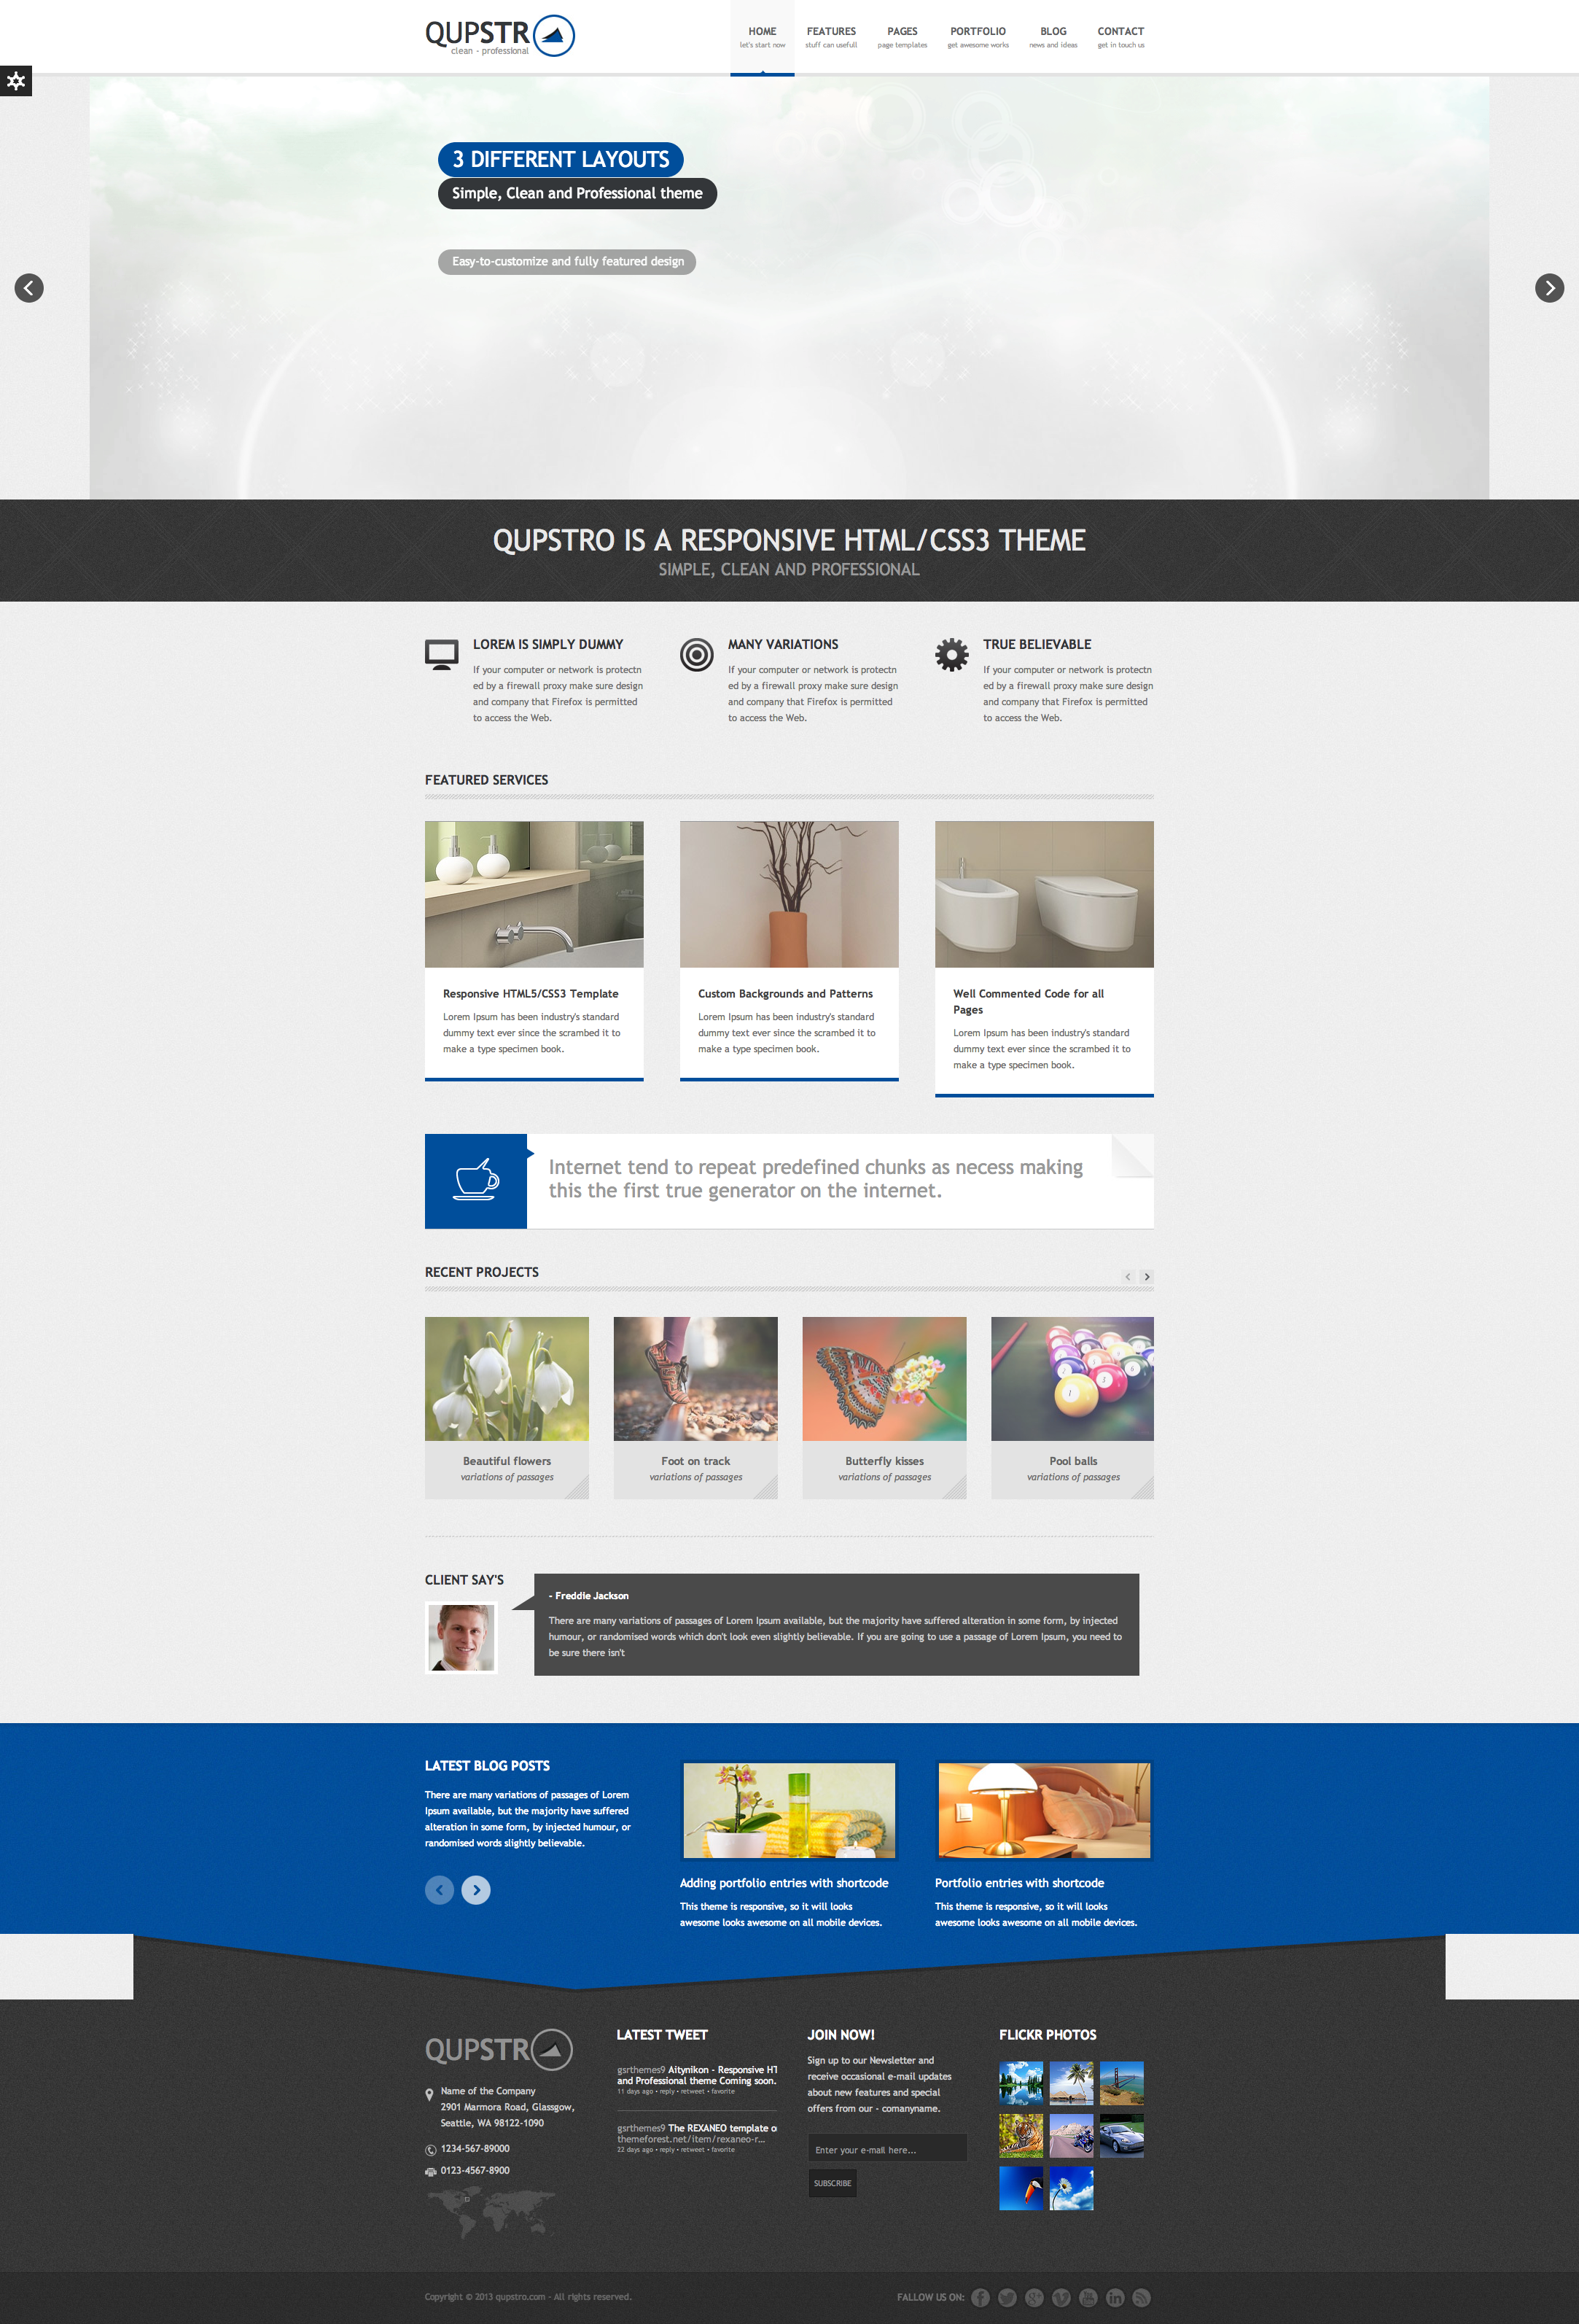 QUPSTR
clean - professional
HOME
let's start now
FEATURES
stuff can usefull
PAGES
page templates
PORTFOLIO
get awesome works
BLOG
news and ideas
CONTACT
get in touch us
3 DIFFERENT LAYOUTS
Simple, Clean and Professional theme
Easy-to-customize and fully featured design
QUPSTRO IS A RESPONSIVE HTML/CSS3 THEME
SIMPLE, CLEAN AND PROFESSIONAL
LOREM IS SIMPLY DUMMY
If your computer or network is protectn
ed by a firewall proxy make sure design
and company that Firefox is permitted
to access the Web.
MANY VARIATIONS
If your computer or network is protectn
ed by a firewall proxy make sure design
and company that Firefox is permitted
to access the Web.
TRUE BELIEVABLE
If your computer or network is protectn
ed by a firewall proxy make sure design
and company that Firefox is permitted
to access the Web.
FEATURED SERVICES
Responsive HTML5/CSS3 Template
Lorem Ipsum has been industry's standard
dummy text ever since the scrambed it to
make a type specimen book.
Custom Backgrounds and Patterns
Lorem Ipsum has been industry's standard
dummy text ever since the scrambed it to
make a type specimen book.
Well Commented Code for all
Pages
Lorem Ipsum has been industry's standard
dummy text ever since the scrambed it to
make a type specimen book.
Internet tend to repeat predefined chunks as necess making
this the first true generator on the internet.
RECENT PROJECTS
Beautiful flowers
variations of passages
Foot on track
variations of passages
Butterfly kisses
variations of passages
Pool balls
variations of passages
CLIENT SAY'S
- Freddie Jackson
There are many variations of passages of Lorem Ipsum available, but the majority have suffered alteration in some form, by injected
humour, or randomised words which don't look even slightly believable. If you are going to use a passage of Lorem Ipsum, you need to
be sure there isn't
LATEST BLOG POSTS
There are many variations of passages of Lorem
Ipsum available, but the majority have suffered
alteration in some form, by injected humour, or
randomised words slightly believable.
Adding portfolio entries with shortcode
This theme is responsive, so it will looks
awesome looks awesome on all mobile devices.
Portfolio entries with shortcode
This theme is responsive, so it will looks
awesome looks awesome on all mobile devices.
QUPSTR
Name of the Company
2901 Marmora Road, Glassgow,
Seattle, WA 98122-1090
1234-567-89000
0123-4567-8900
LATEST TWEET
gsrthemes9 Aitynikon - Responsive HT
and Professional theme Coming soon.
11 days ago • reply • retweet • favorite
gsrthemes9 The REXANEO template o
themeforest.net/item/rexaneo-r...
22 days ago • reply • retweet • favorite
JOIN NOW!
Sign up to our Newsletter and
receive occasional e-mail updates
about new features and special
offers from our - comanyname.
Enter your e-mail here...
SUBSCRIBE
FLICKR PHOTOS
Copyright © 2013 qupstro.com - All rights reserved.
FALLOW US ON: